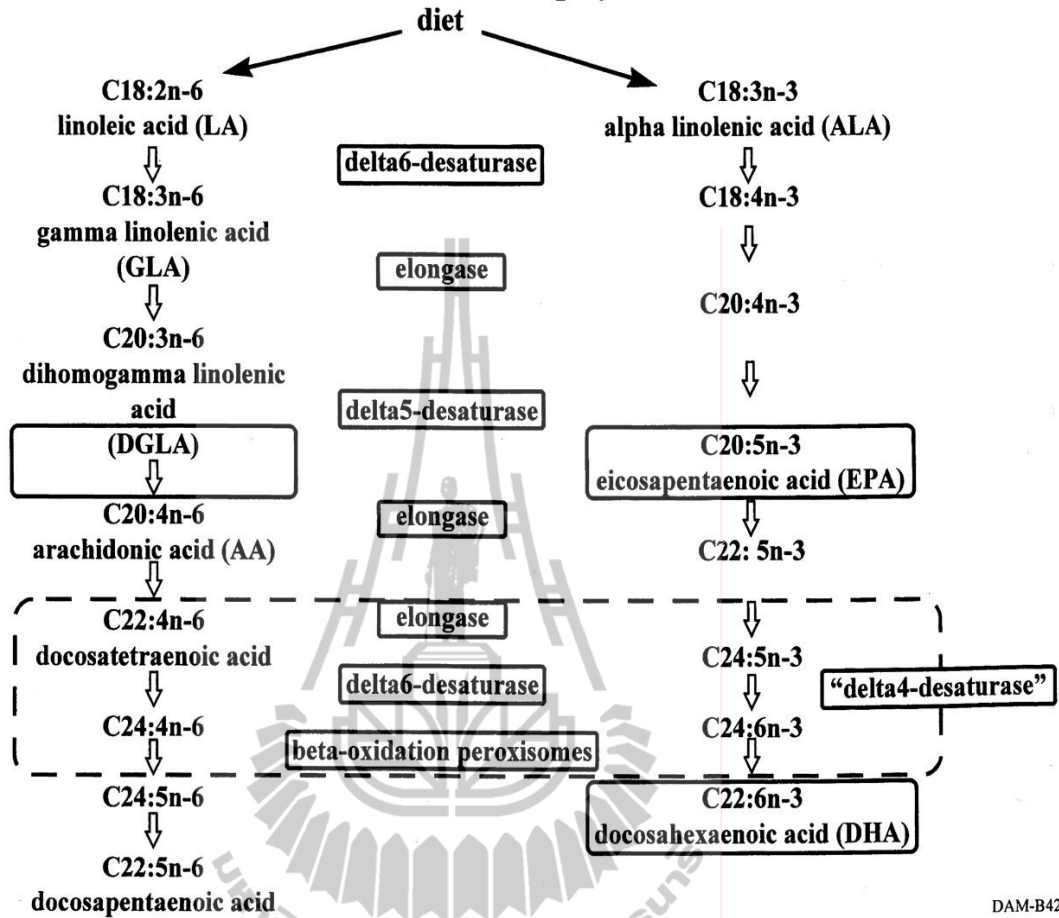 diet
C18:2n-6
linoleic acid (LA)
C18:3n-6
gamma linolenic acid
(GLA)
C20:3n-6
dihomogamma linolenic
acid
(DGLA)
C20:4n-6
arachidonic acid (AA)
C22:4n-6
docosatetraenoic acid
C24:4n-6
C24:5n-6
C22:5n-6
docosapentaenoic acid
delta6-desaturase
elongase
delta5-desaturase
elongase
elongase
delta6-desaturase
beta-oxidation peroxisomes
C18:3n-3
alpha linolenic acid (ALA)
C18:4n-3
C20:4n-3
C20:5n-3
eicosapentaenoic acid (EPA)
C22: 5n-3
C24:5n-3
C24:6n-3
C22:6n-3
docosahexaenoic acid (DHA)
“delta4-desaturase”
DAM-B42